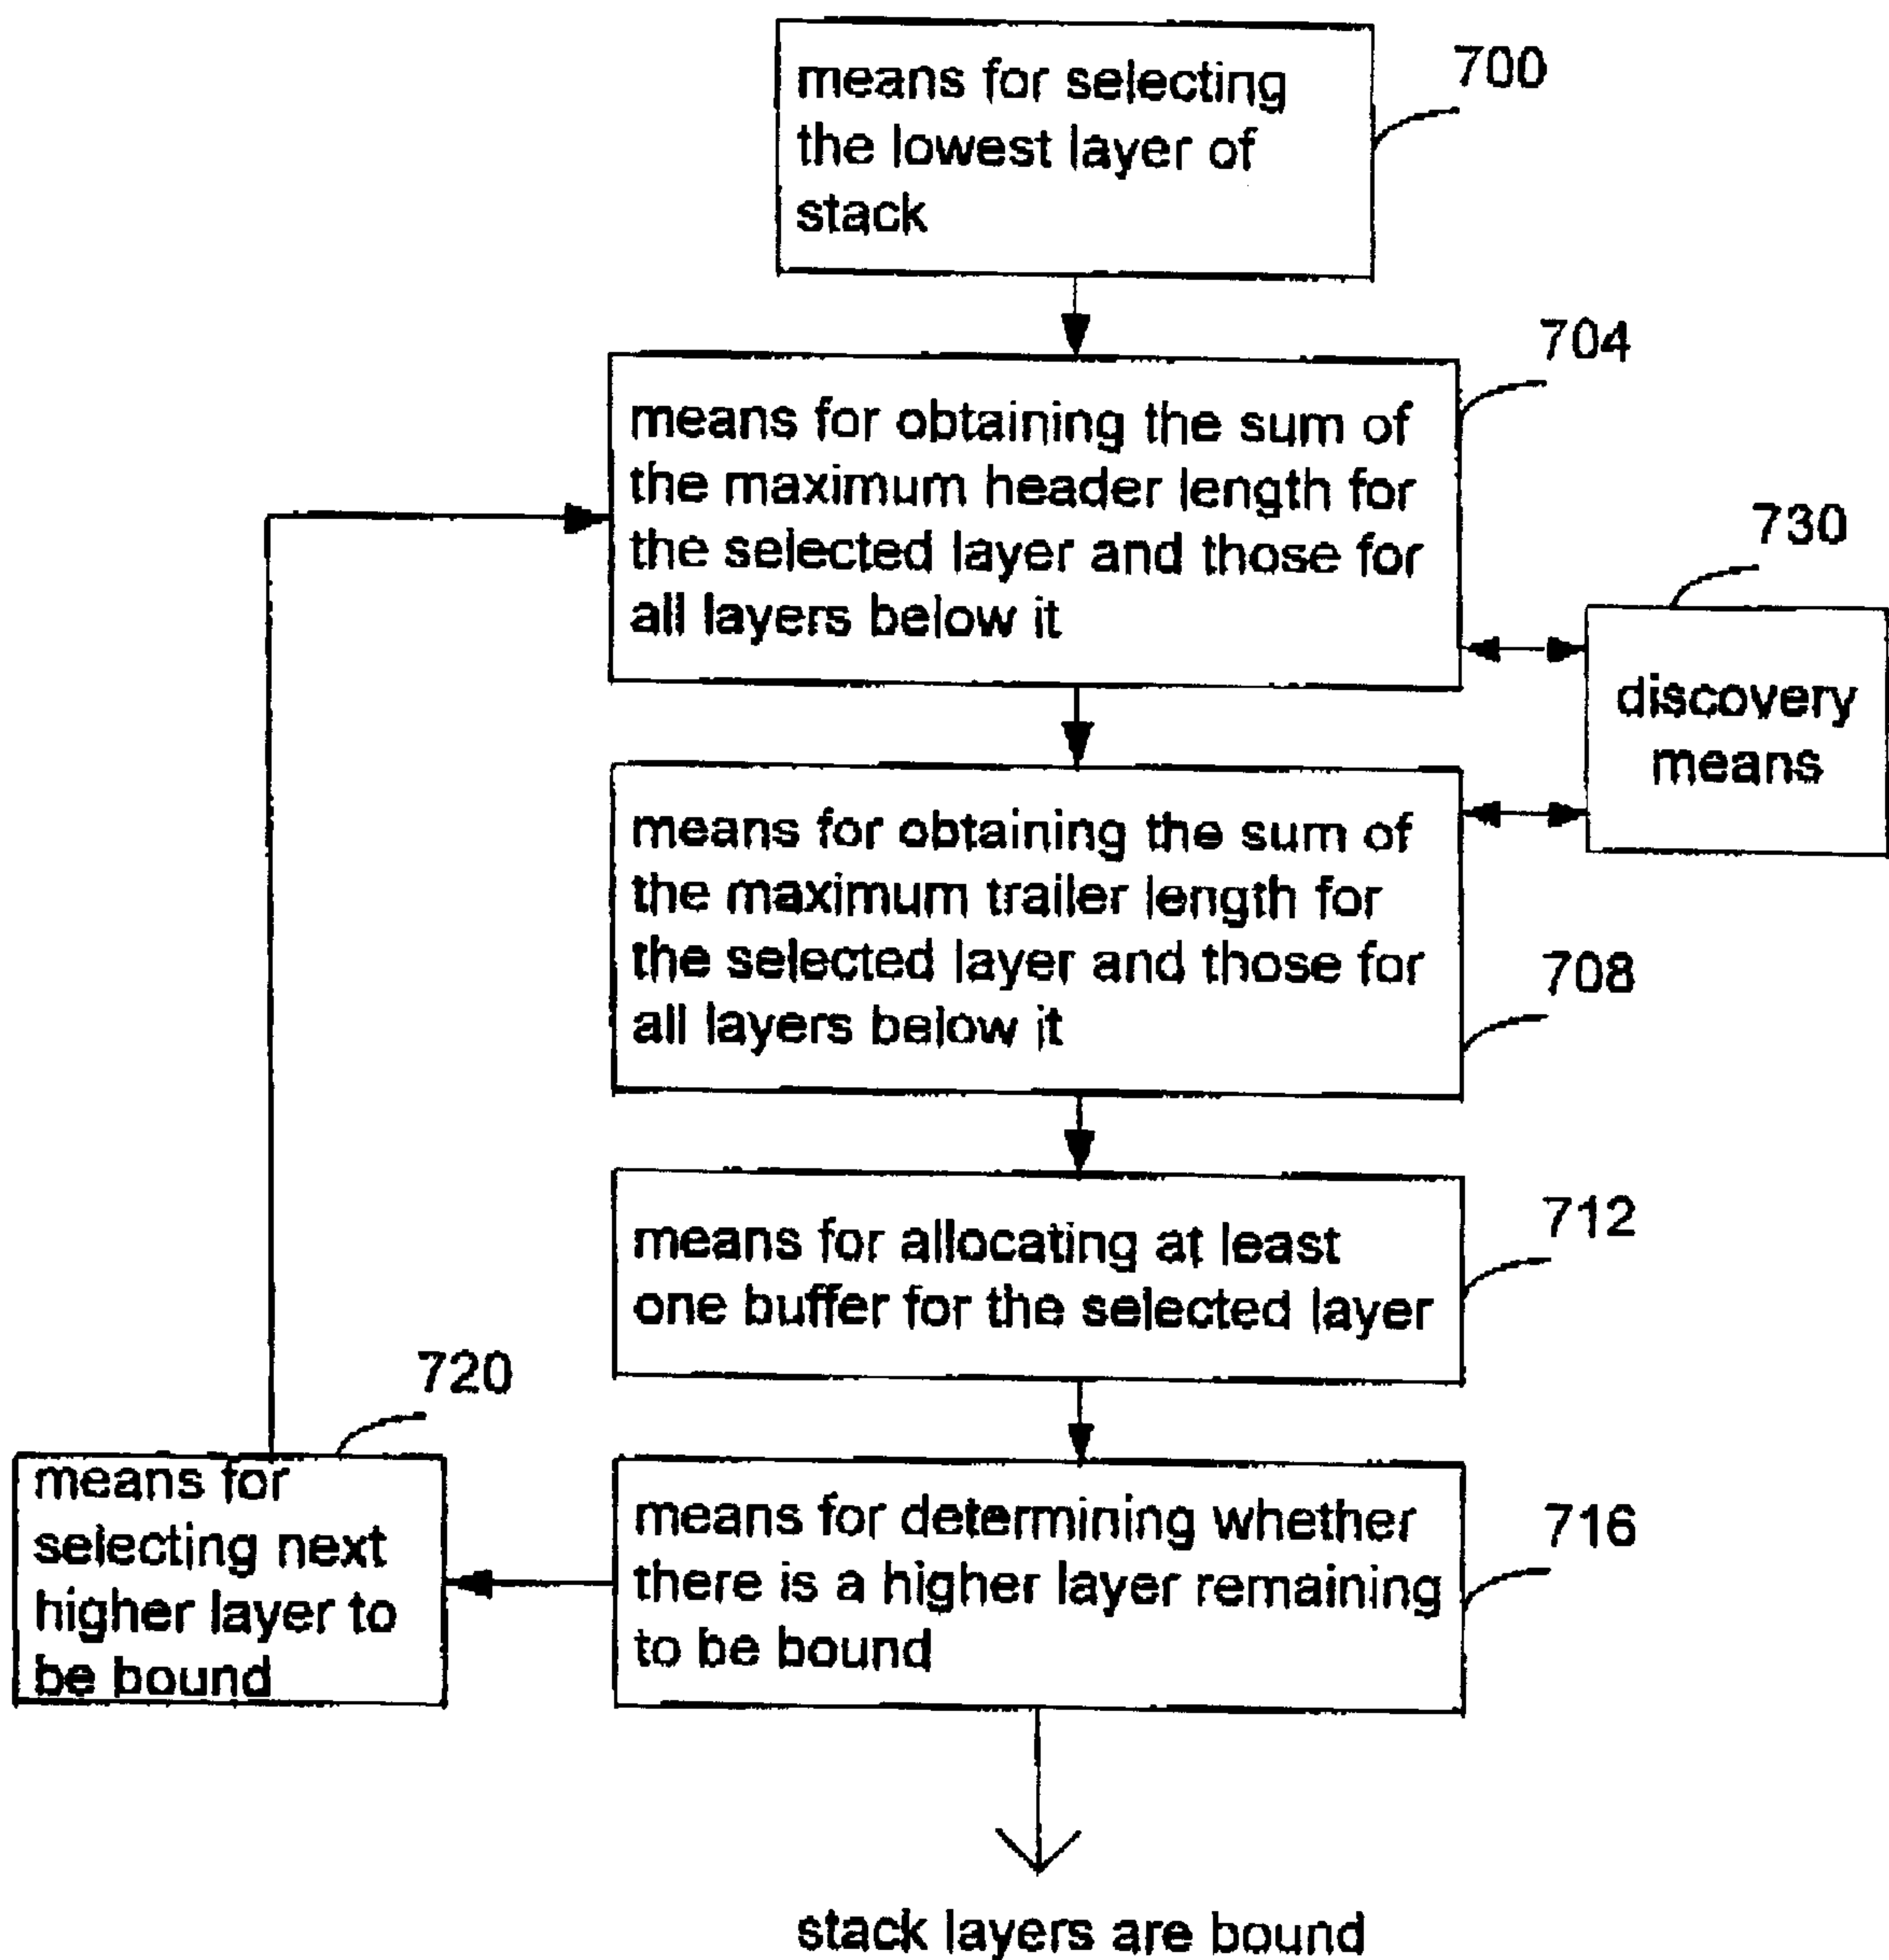 means for selecting
the lowest layer of
stack
700
means for obtaining the sum of
the maximum header length for
the selected layer and those for
all layers below it
704
730
discovery
means
means for obtaining the sum of
the maximum trailer length for
the selected layer and those for
all layers below it
708
means for allocating at least
one buffer for the selected layer
712
720
means for
selecting next
higher layer to
be bound
means for determining whether
there is a higher layer remaining
to be bound
716
stack layers are bound